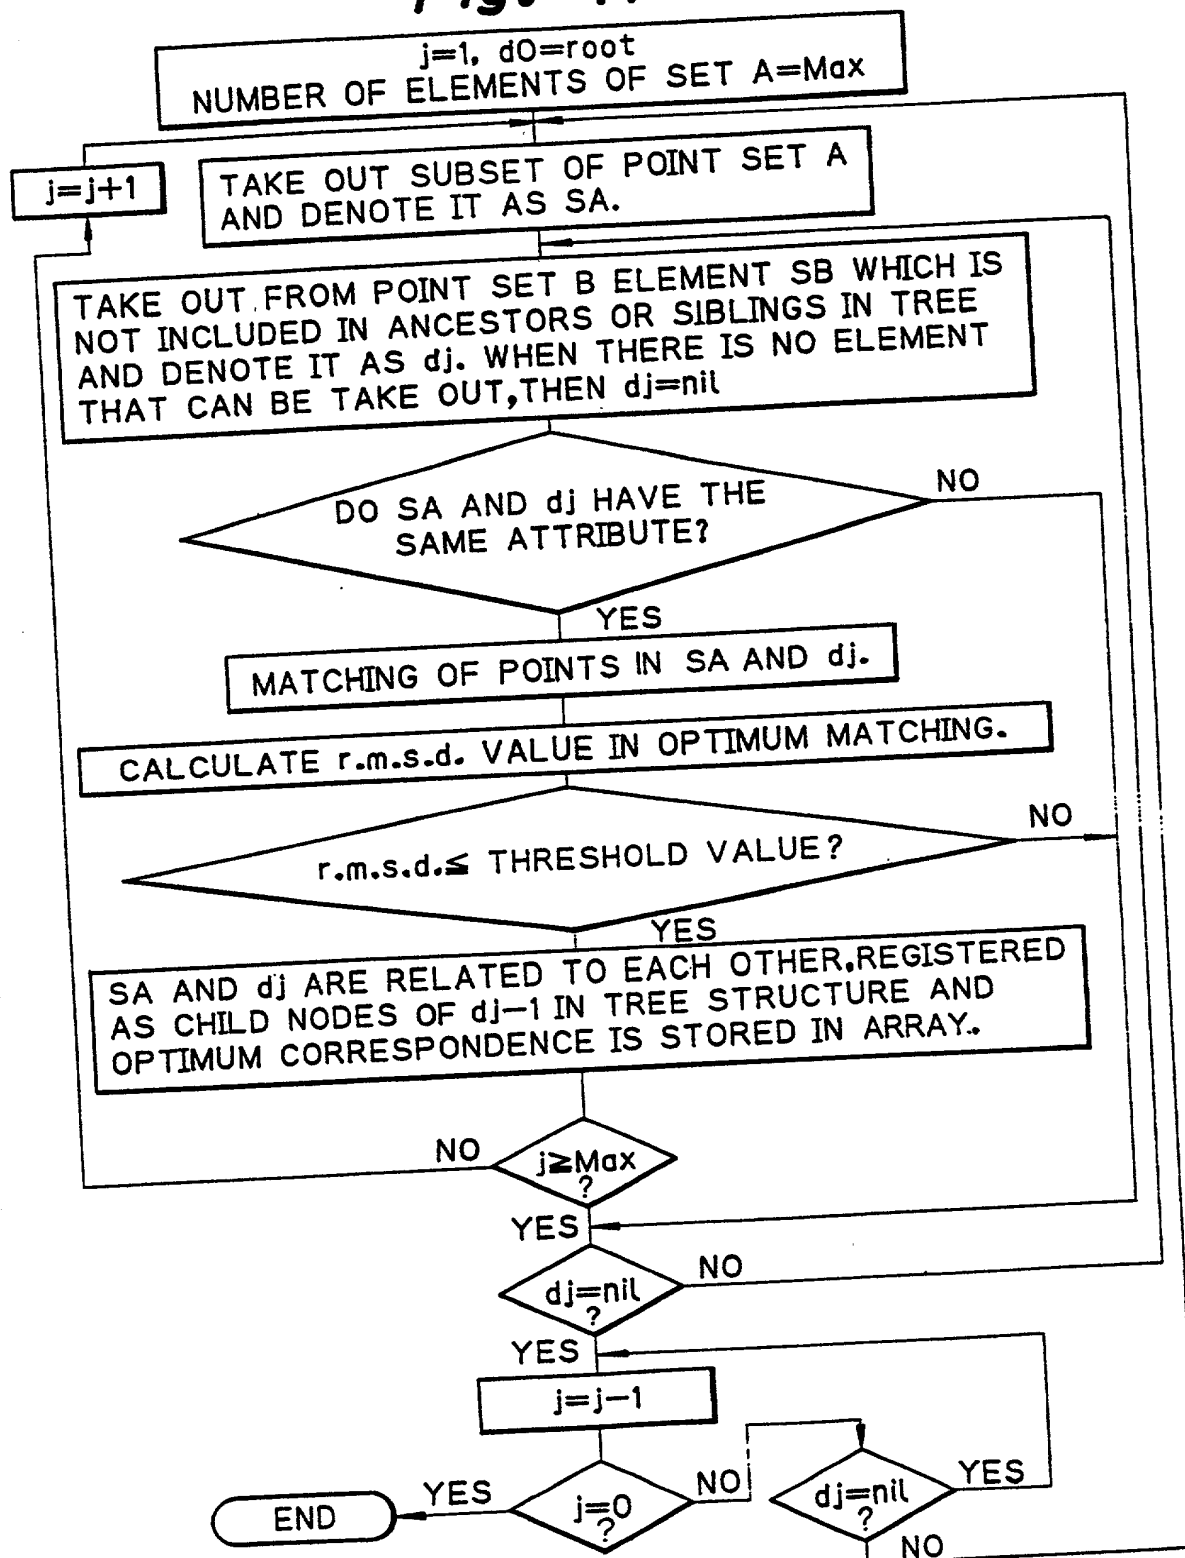 j=1, d0=root
NUMBER OF ELEMENTS OF SET A=Max
j=j+1
TAKE OUT SUBSET OF POINT SET A
AND DENOTE IT AS SA.
TAKE OUT FROM POINT SET B ELEMENT SB WHICH IS
NOT INCLUDED IN ANCESTORS OR SIBLINGS IN TREE
AND DENOTE IT AS dj. WHEN THERE IS NO ELEMENT
THAT CAN BE TAKE OUT, THEN dj=nil
DO SA AND dj HAVE THE
SAME ATTRIBUTE?
NO
YES
MATCHING OF POINTS IN SA AND dj.
CALCULATE r.m.s.d. VALUE IN OPTIMUM MATCHING.
r.m.s.d.≦ THRESHOLD VALUE?
NO
YES
SA AND dj ARE RELATED TO EACH OTHER, REGISTERED
AS CHILD NODES OF dj-1 IN TREE STRUCTURE AND
OPTIMUM CORRESPONDENCE IS STORED IN ARRAY.
NO
j≧Max
?
YES
dj=nil
?
NO
YES
j=j-1
END
YES
j=0
?
NO
dj=nil
?
YES
NO